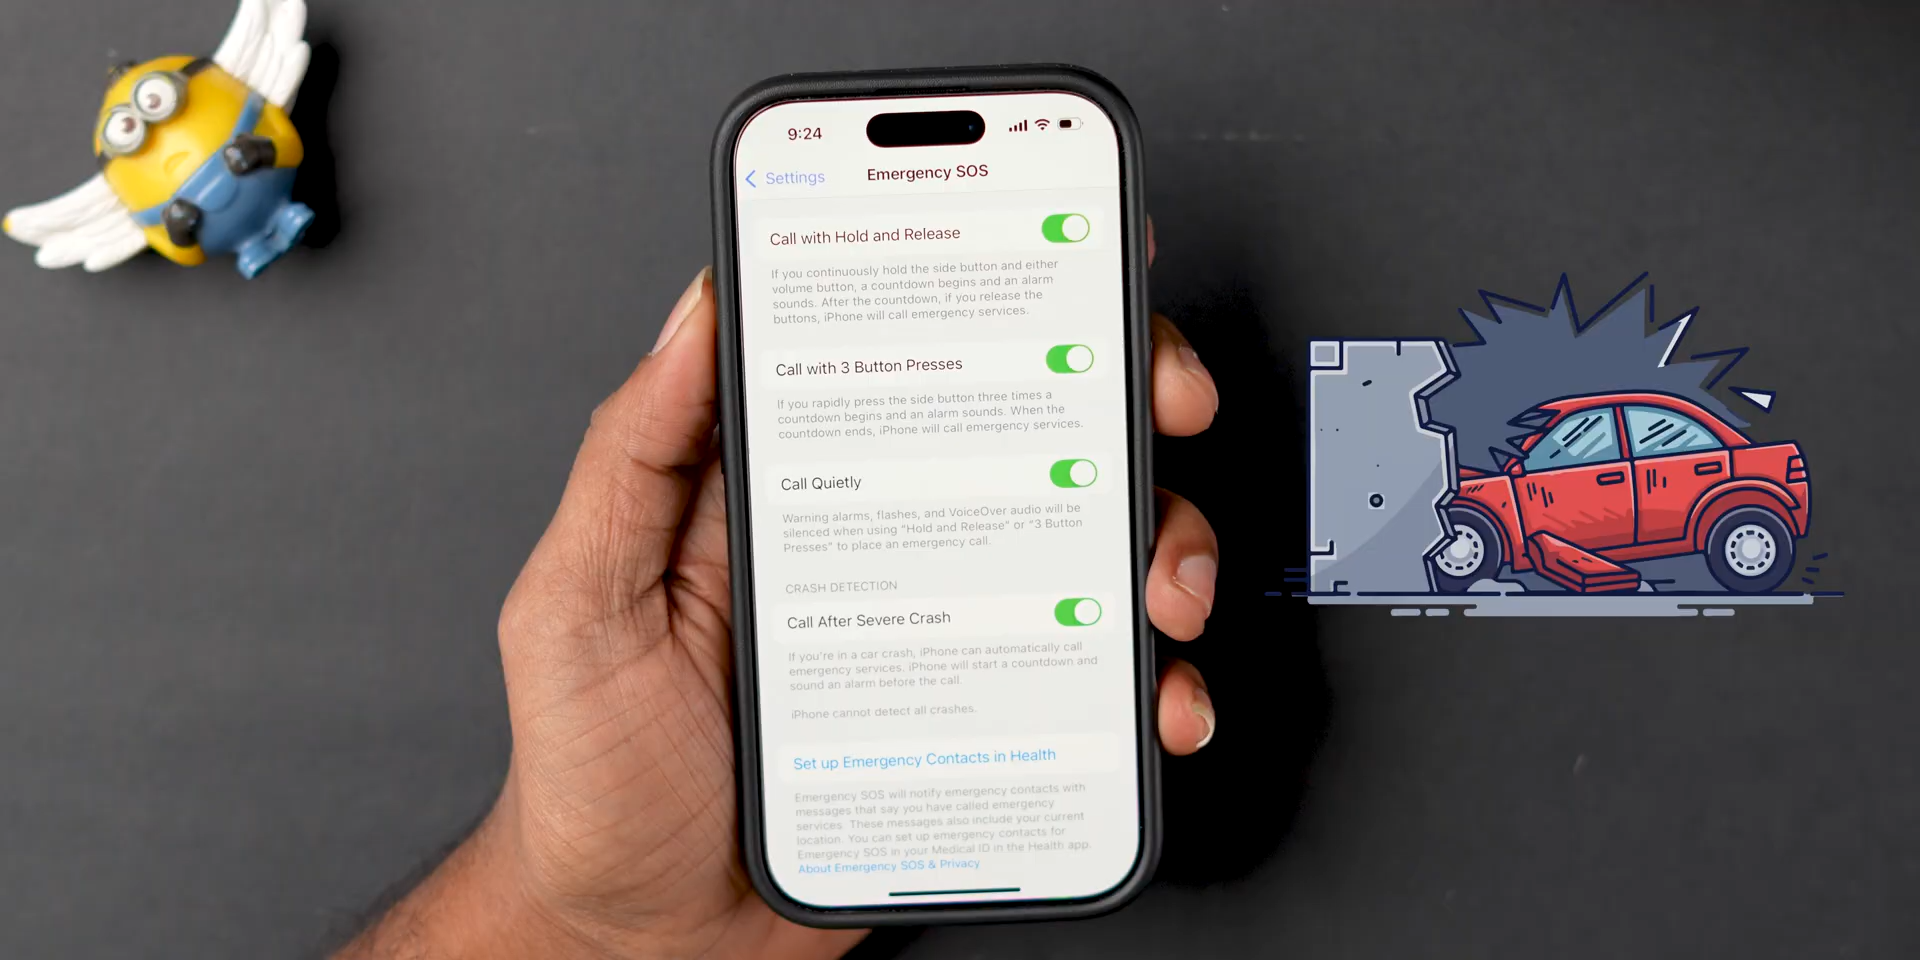 9:24
Settings
Emergency SOS
Call with Hold and Release
If you continuously hold the side button and either
volume button, a countdown begins and an alarm
sounds. After the countdown, if you release the
buttons, iPhone will call emergency services.
Call with 3 Button Presses
If you rapidly press the side button three times a
countdown begins and an alarm sounds. When the
countdown ends, iPhone will call emergency services.
Call Quietly
Warning alarms, flashes, and VoiceOver audio will be
silenced when using “Hold and Release” or “3 Button
Presses” to place an emergency call.
CRASH DETECTION
Call After Severe Crash
If you're in a car crash, iPhone can automatically call
emergency services. iPhone will start a countdown and
sound an alarm before the call.
iPhone cannot detect all crashes.
Set up Emergency Contacts in Health
Emergency SOS will notify emergency contacts with
messages that say you have called emergency
services. These messages also include your current
location. You can set up emergency contacts for
Emergency SOS in your Medical ID in the Health app.
About Emergency SOS & Privacy